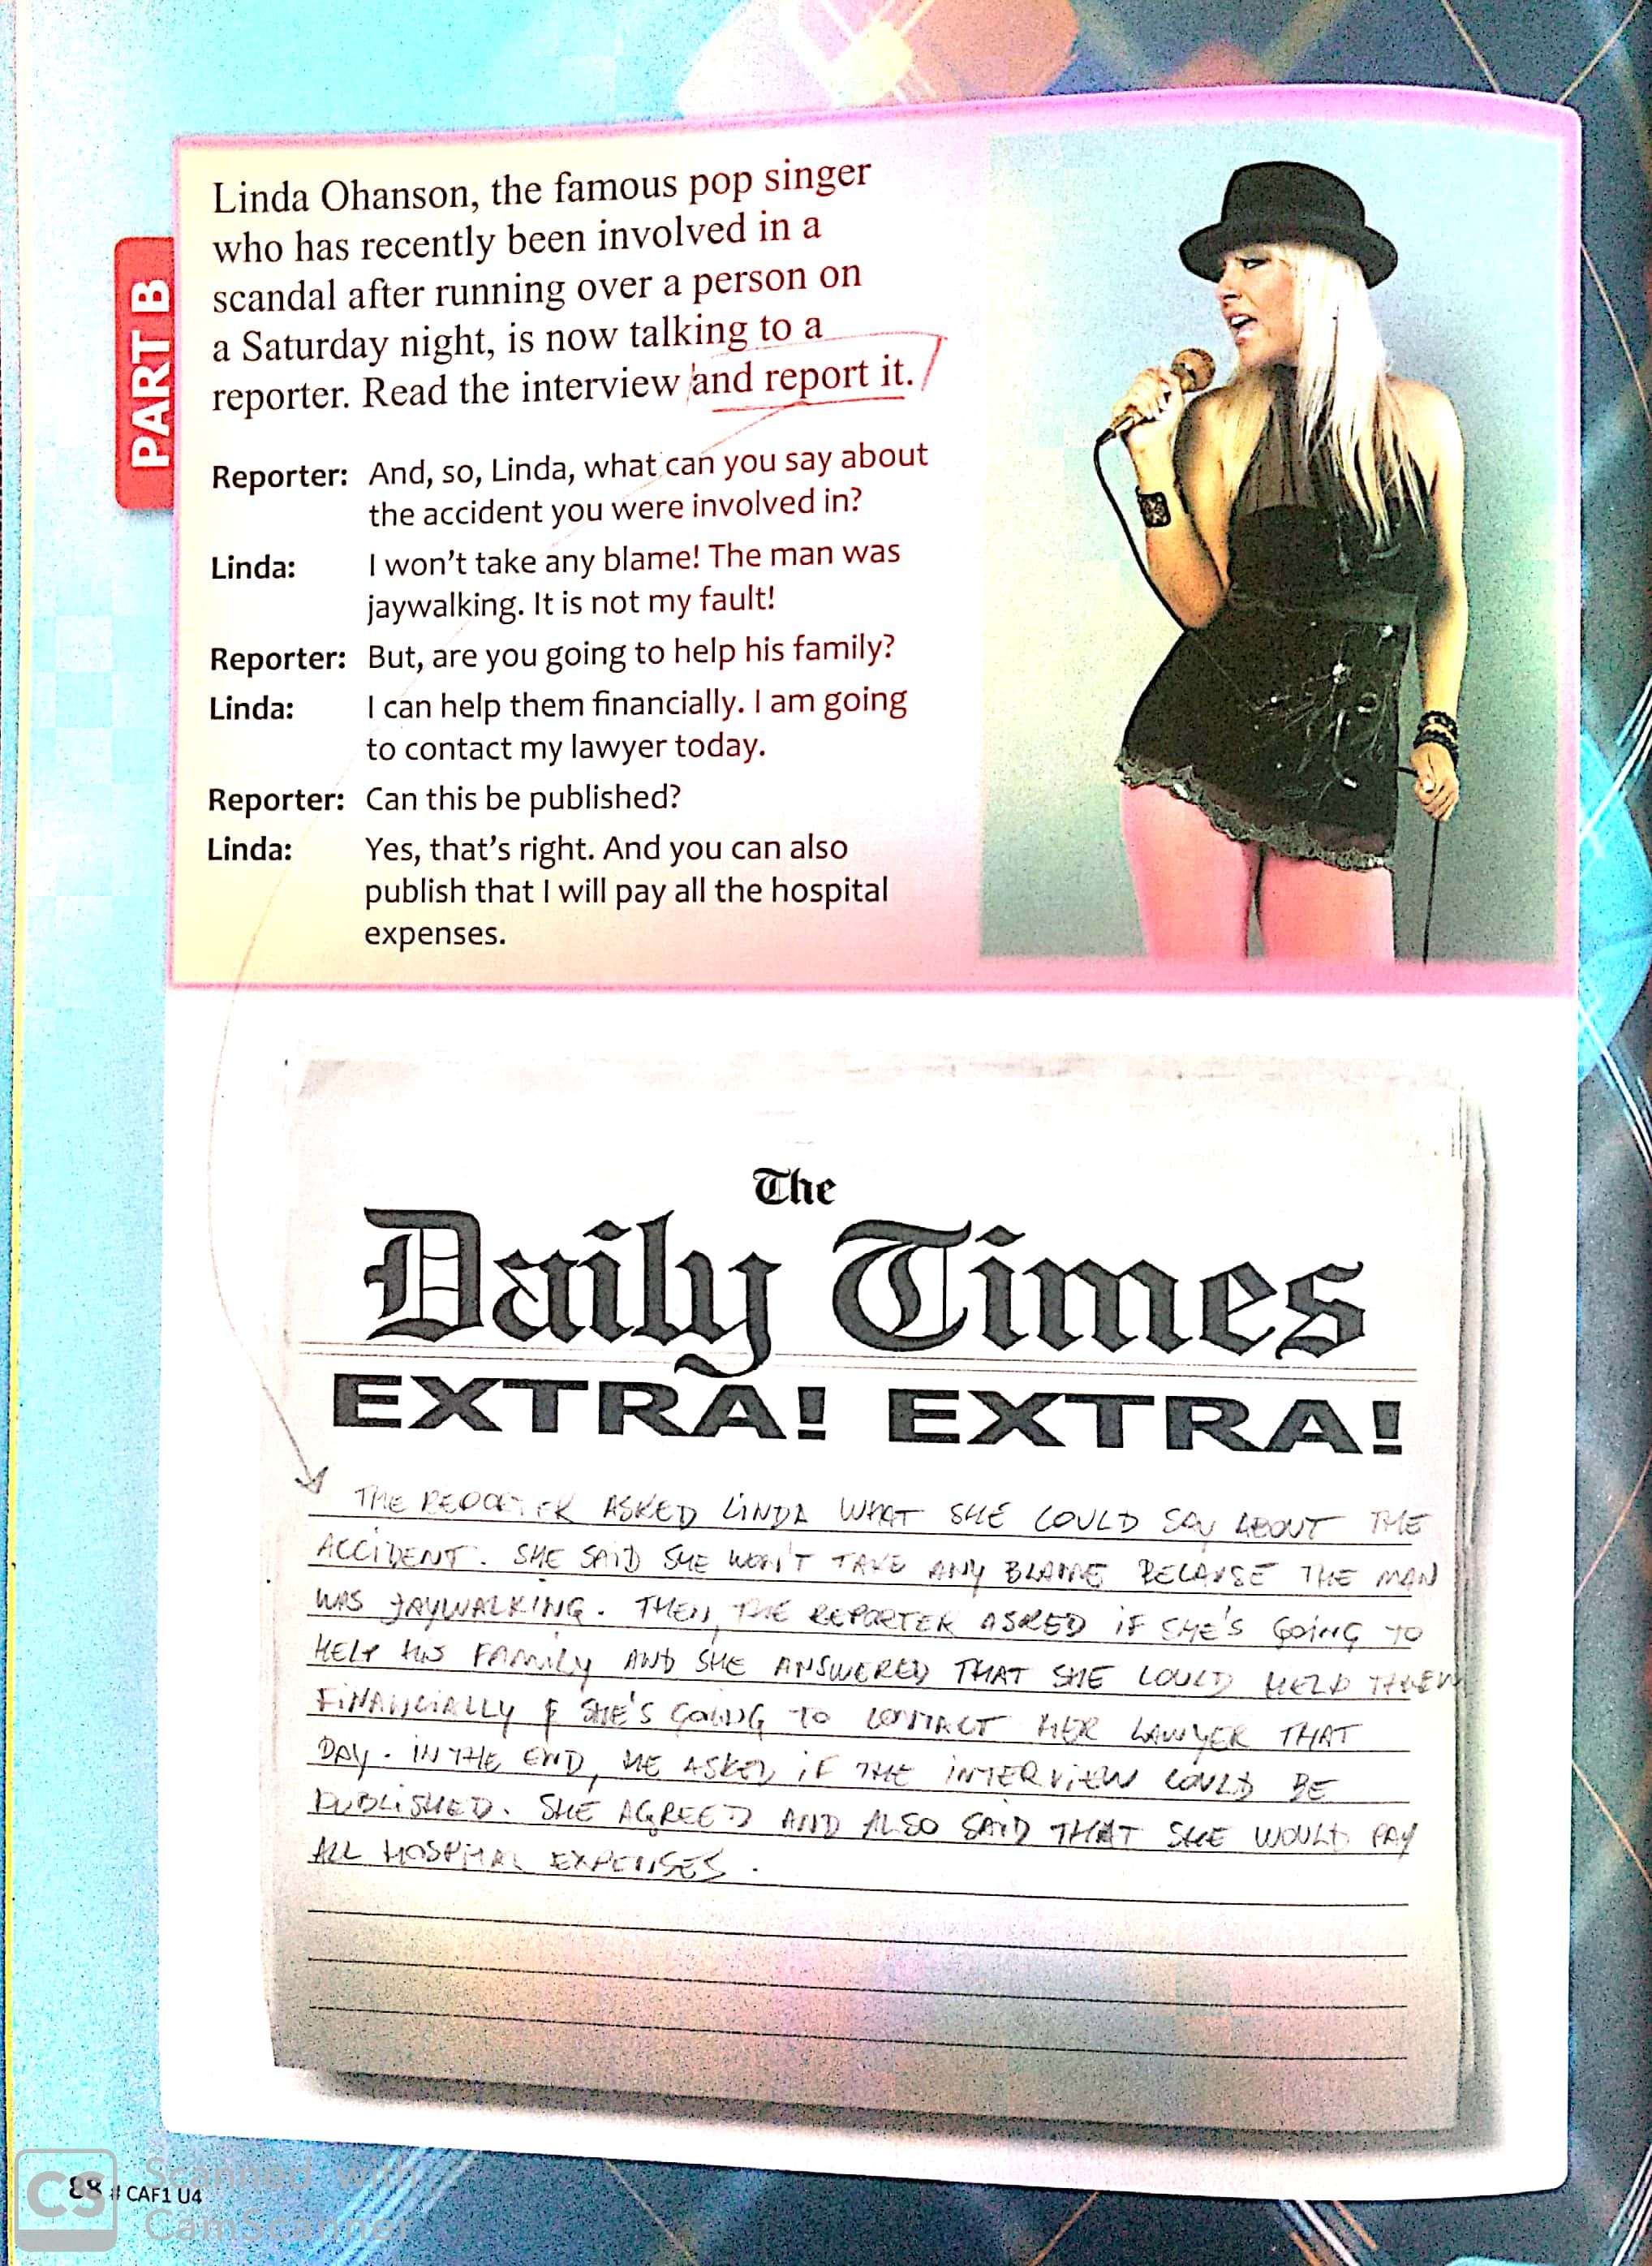 PART B
Linda Ohanson, the famous pop singer
who has recently been involved in a
scandal after running over a person on
a Saturday night, is now talking to a
reporter. Read the interview and report it.
Reporter: And, so, Linda, what can you say about
the accident you were involved in?
Linda: I won't take any blame! The man was
jaywalking. It is not my fault!
Reporter: But, are you going to help his family?
Linda: I can help them financially. I am going
to contact my lawyer today.
Reporter: Can this be published?
Linda: Yes, that's right. And you can also
publish that I will pay all the hospital
expenses.
The
Daily Times
EXTRA! EXTRA!
THE REPORTER ASKED LINDA WHAT SHE COULD SAY ABOUT THE
ACCIDENT. SHE SAID SHE WON'T TAKE ANY BLAME BECAUSE THE MAN
WAS JAYWALKING. THEN, THE REPORTER ASKED IF SHE'S GOING TO
HELP HIS FAMILY AND SHE ANSWERED THAT SHE COULD HELP THEM
FINANCIALLY & SHE'S GOING TO CONTACT HER LAWYER THAT
DAY. IN THE END, HE ASKED IF THE INTERVIEW COULD BE
PUBLISHED. SHE AGREED AND ALSO SAID THAT SHE WOULD PAY
ALL HOSPITAL EXPENSES.
88 # CAF1 U4
CS Scanned with
CamScanner